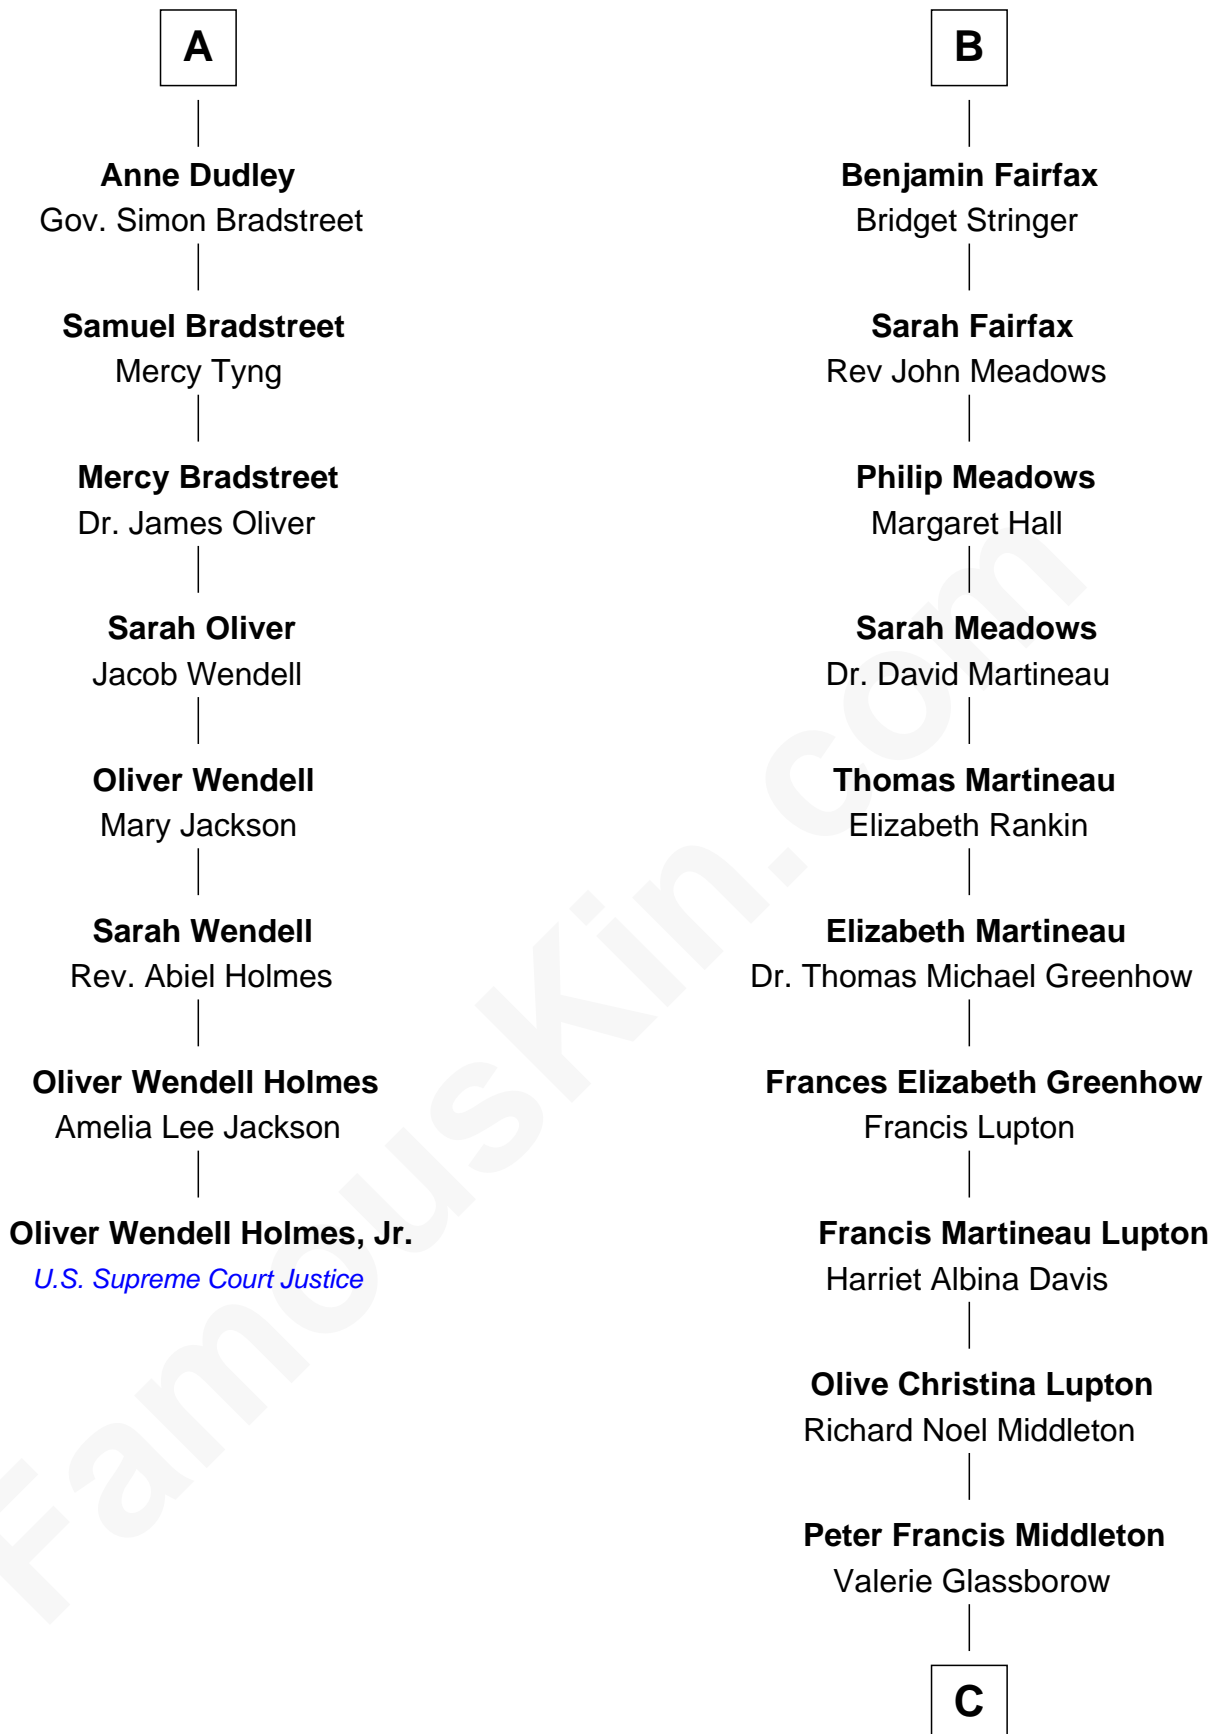 A
Anne Dudley
Gov. Simon Bradstreet
Samuel Bradstreet
Mercy Tyng
Mercy Bradstreet
Dr. James Oliver
Sarah Oliver
Jacob Wendell
Oliver Wendell
Mary Jackson
Sarah Wendell
Rev. Abiel Holmes
Oliver Wendell Holmes
Amelia Lee Jackson
Oliver Wendell Holmes, Jr.
U.S. Supreme Court Justice
B
Benjamin Fairfax
Bridget Stringer
Sarah Fairfax
Rev John Meadows
Philip Meadows
Margaret Hall
Sarah Meadows
Dr. David Martineau
Thomas Martineau
Elizabeth Rankin
Elizabeth Martineau
Dr. Thomas Michael Greenhow
Frances Elizabeth Greenhow
Francis Lupton
Francis Martineau Lupton
Harriet Albina Davis
Olive Christina Lupton
Richard Noel Middleton
Peter Francis Middleton
Valerie Glassborow
C
FamousKin.com